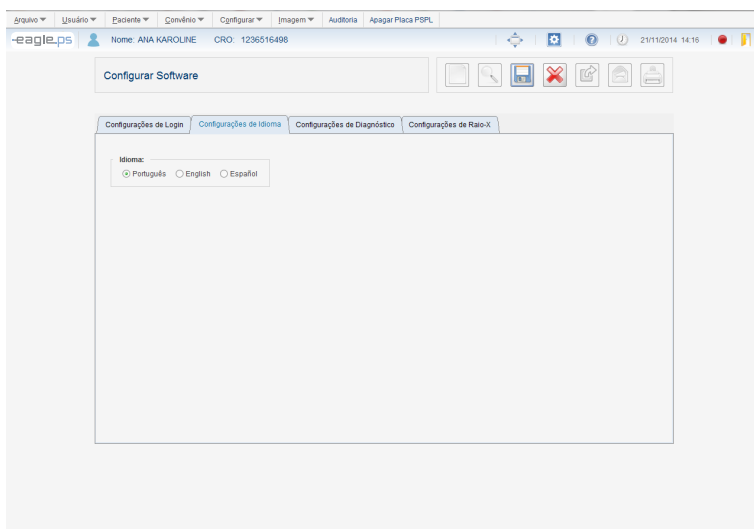 Arquivo Usuário Paciente Convênio Configurar Imagem Auditoria Apagar Placa PSPL
eagle.ps Nome: ANA KAROLINE CRO: 1236516498 21/11/2014 14:16
Configurar Software
Configurações de Login Configurações de Idioma Configurações de Diagnóstico Configurações de Raio-X
Idioma:
Português English Español